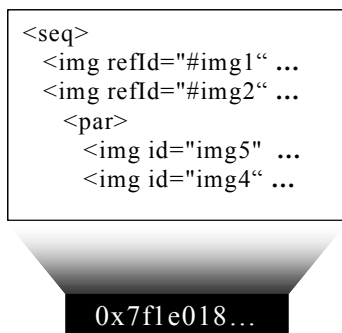 <seq>
<img refId="#img1“ ...
<img refId="#img2“ ...
<par>
<img id="img5" ...
<img id="img4“ ...
0x7f1e018...